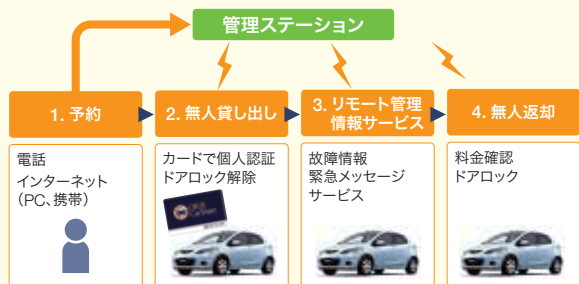 管理ステーション
1. 予約
2. 無人貸し出し
3. リモート管理
情報サービス
4. 無人返却
電話
インターネット
(PC、携帯)
カードで個人認証
ドアロック解除
故障情報
緊急メッセージ
サービス
料金確認
ドアロック